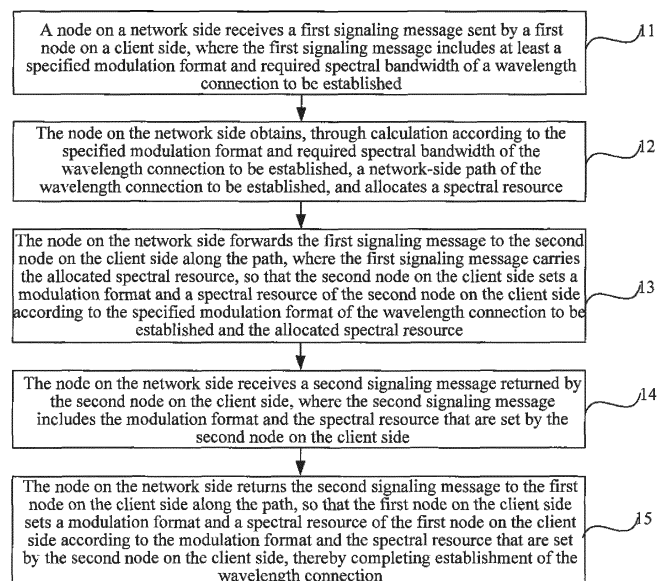 A node on a network side receives a first signaling message sent by a first
node on a client side, where the first signaling message includes at least a
specified modulation format and required spectral bandwidth of a wavelength
connection to be established
11
The node on the network side obtains, through calculation according to the
specified modulation format and required spectral bandwidth of the
wavelength connection to be established, a network-side path of the
wavelength connection to be established, and allocates a spectral resource
12
The node on the network side forwards the first signaling message to the second
node on the client side along the path, where the first signaling message carries
the allocated spectral resource, so that the second node on the client side sets a
modulation format and a spectral resource of the second node on the client side
according to the specified modulation format of the wavelength connection to be
established and the allocated spectral resource
13
The node on the network side receives a second signaling message returned by
the second node on the client side, where the second signaling message
includes the modulation format and the spectral resource that are set by the
second node on the client side
14
The node on the network side returns the second signaling message to the first
node on the client side along the path, so that the first node on the client side
sets a modulation format and a spectral resource of the first node on the client
side according to the modulation format and the spectral resource that are set
by the second node on the client side, thereby completing establishment of the
wavelength connection
15